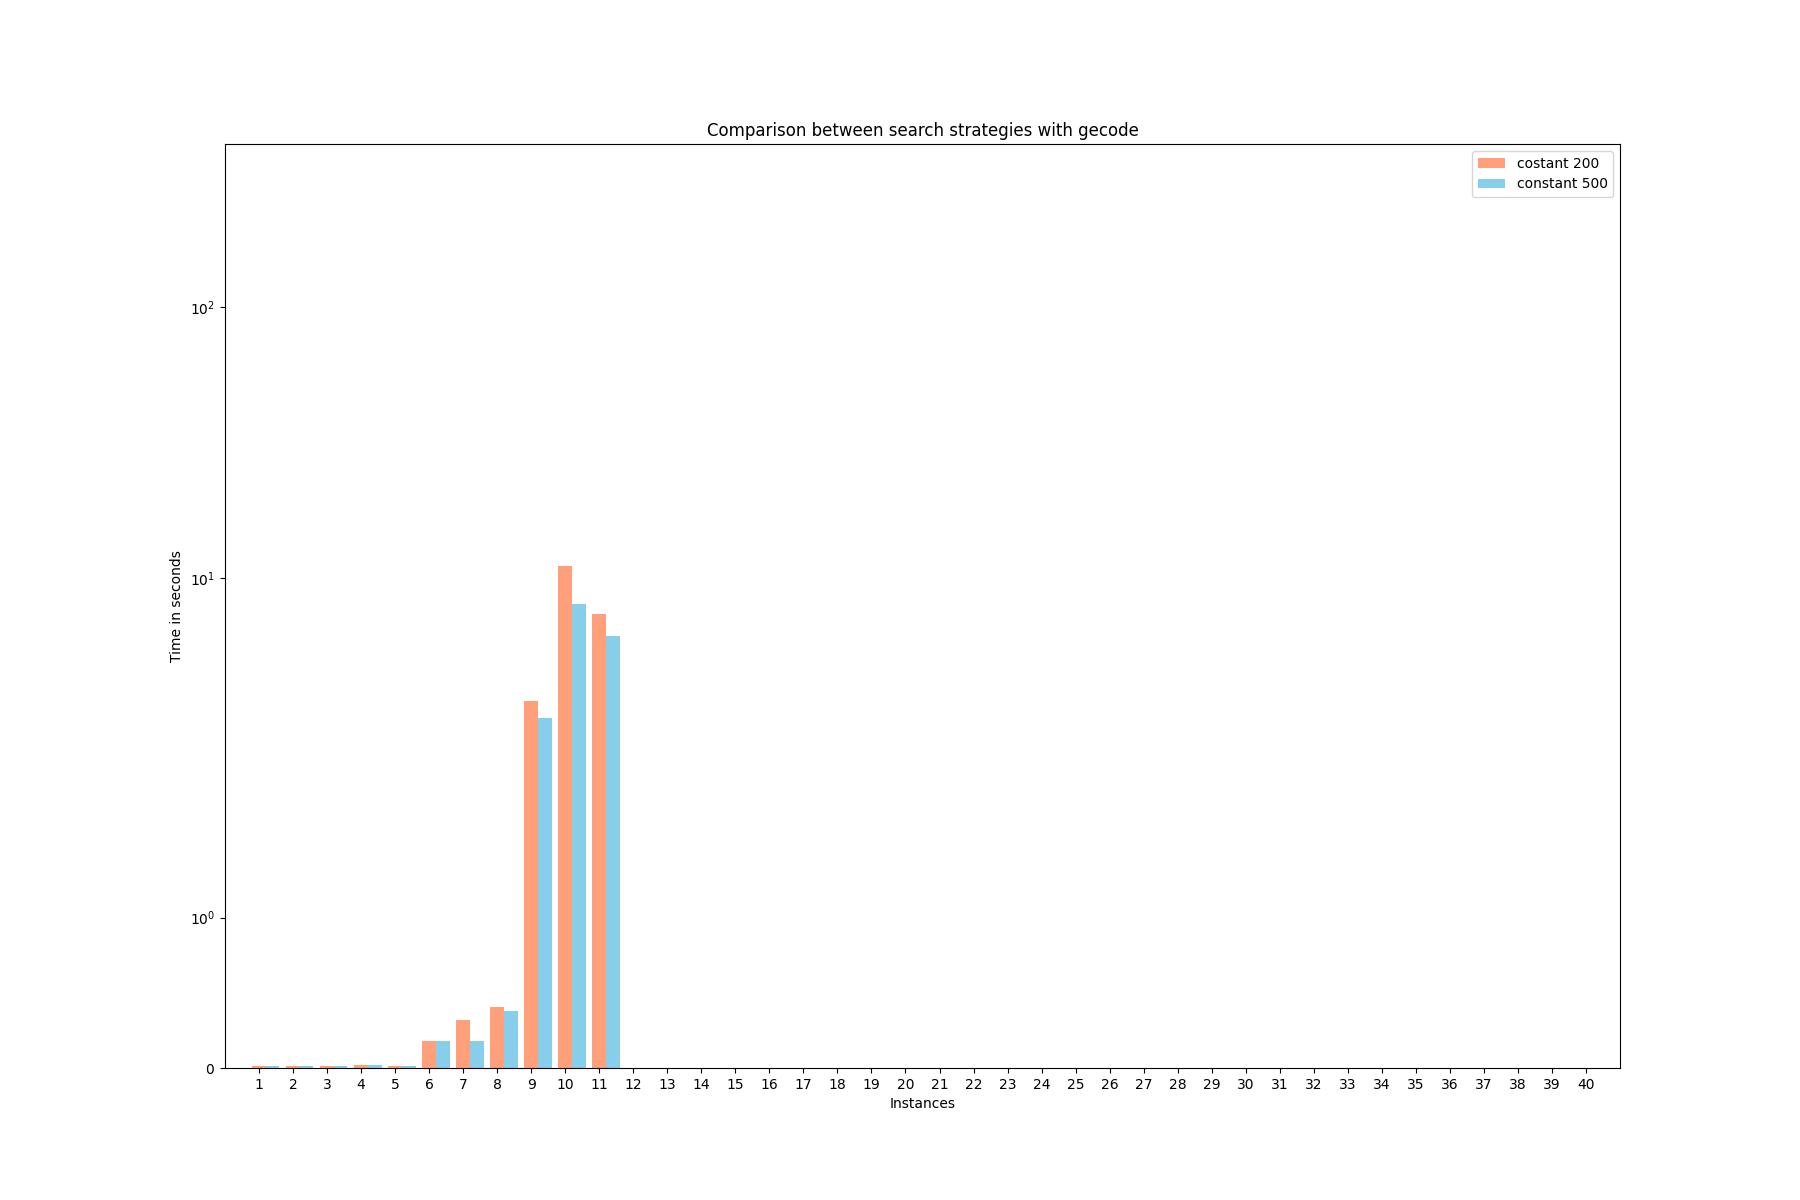 Comparison between search strategies with gecode
costant 200
constant 500
10²
10¹
10⁰
0
Time in seconds
1 2 3 4 5 6 7 8 9 10 11 12 13 14 15 16 17 18 19 20 21 22 23 24 25 26 27 28 29 30 31 32 33 34 35 36 37 38 39 40
Instances